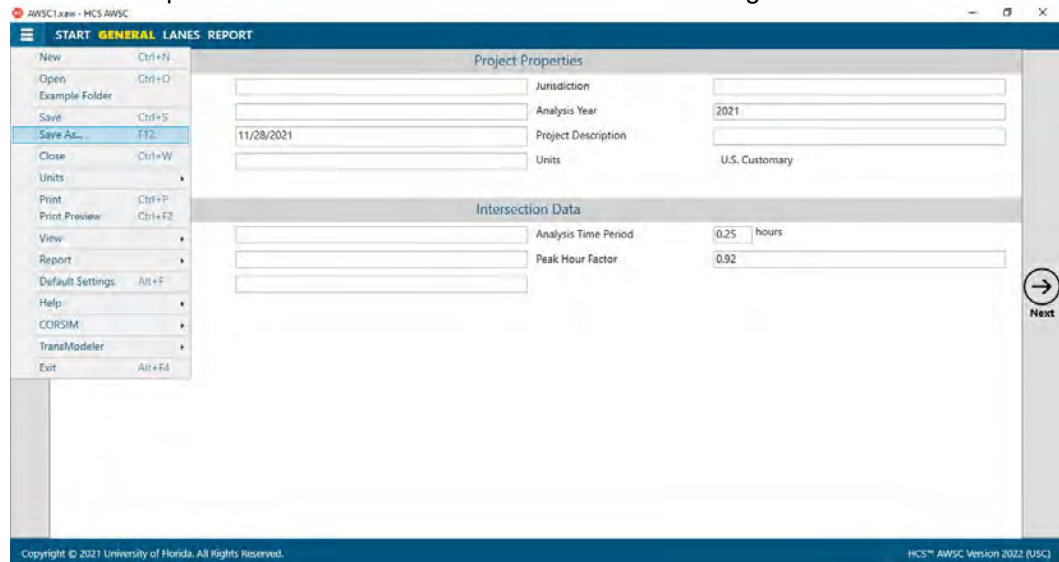 AWSC1.xaw - HCS AWSC
START GENERAL LANES REPORT
New Ctrl+N
Open Ctrl+O
Example Folder
Save Ctrl+S
Save As... F12
Close Ctrl+W
Units
Print Ctrl+P
Print Preview Ctrl+F2
View
Report
Default Settings Alt+F
Help
CORSIM
TransModeler
Exit Alt+F4
Project Properties
Jurisdiction
Analysis Year 2021
11/28/2021 Project Description
Units U.S. Customary
Intersection Data
Analysis Time Period 0.25 hours
Peak Hour Factor 0.92
Next
Copyright © 2021 University of Florida. All Rights Reserved.
HCS™ AWSC Version 2022 (USC)